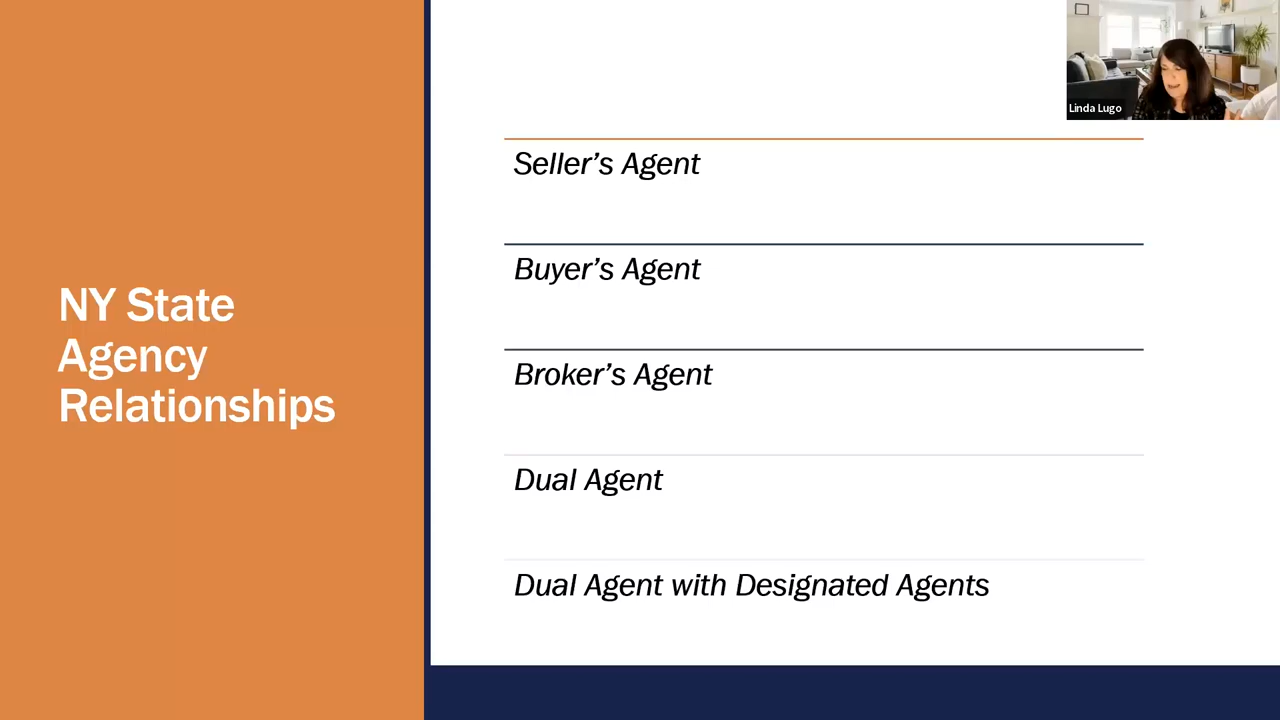 Linda Lugo
Seller’s Agent
Buyer’s Agent
NY State
Agency
Relationships
Broker’s Agent
Dual Agent
Dual Agent with Designated Agents